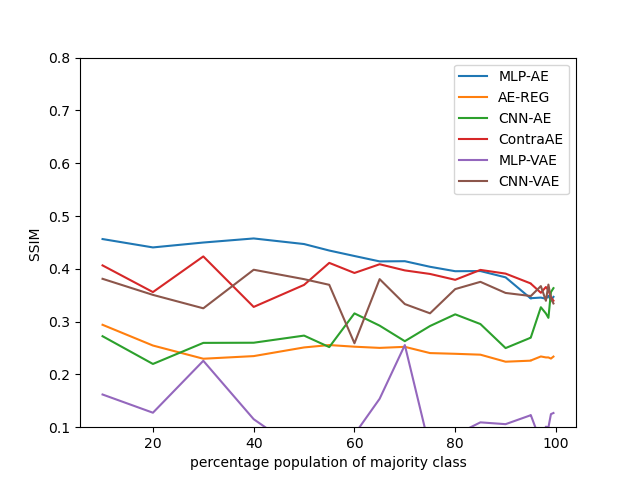 0.8
0.7
0.6
0.5
0.4
0.3
0.2
0.1
SSIM
MLP-AE
AE-REG
CNN-AE
ContraAE
MLP-VAE
CNN-VAE
20 40 60 80 100
percentage population of majority class